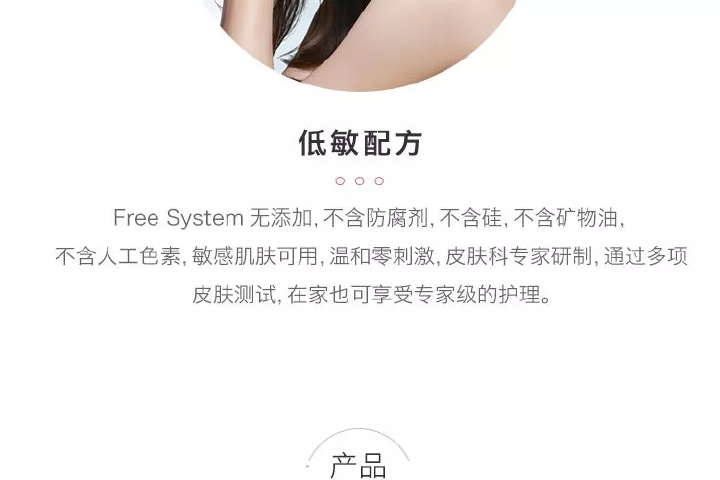 低敏配方
Free System 无添加, 不含防腐剂, 不含硅, 不含矿物油,
不含人工色素, 敏感肌肤可用, 温和零刺激, 皮肤科专家研制, 通过多项
皮肤测试, 在家也可享受专家级的护理。
产品